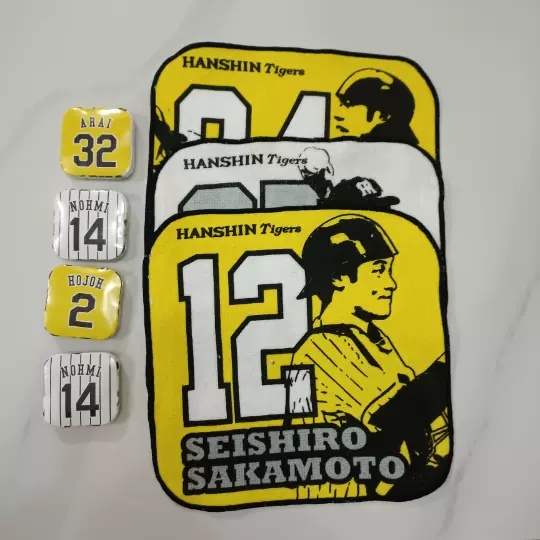 ARAI
32
NOHMI
14
HOJOH
2
NOHMI
14
HANSHIN Tigers
HANSHIN Tigers
HANSHIN Tigers
12
SEISHIRO
SAKAMOTO